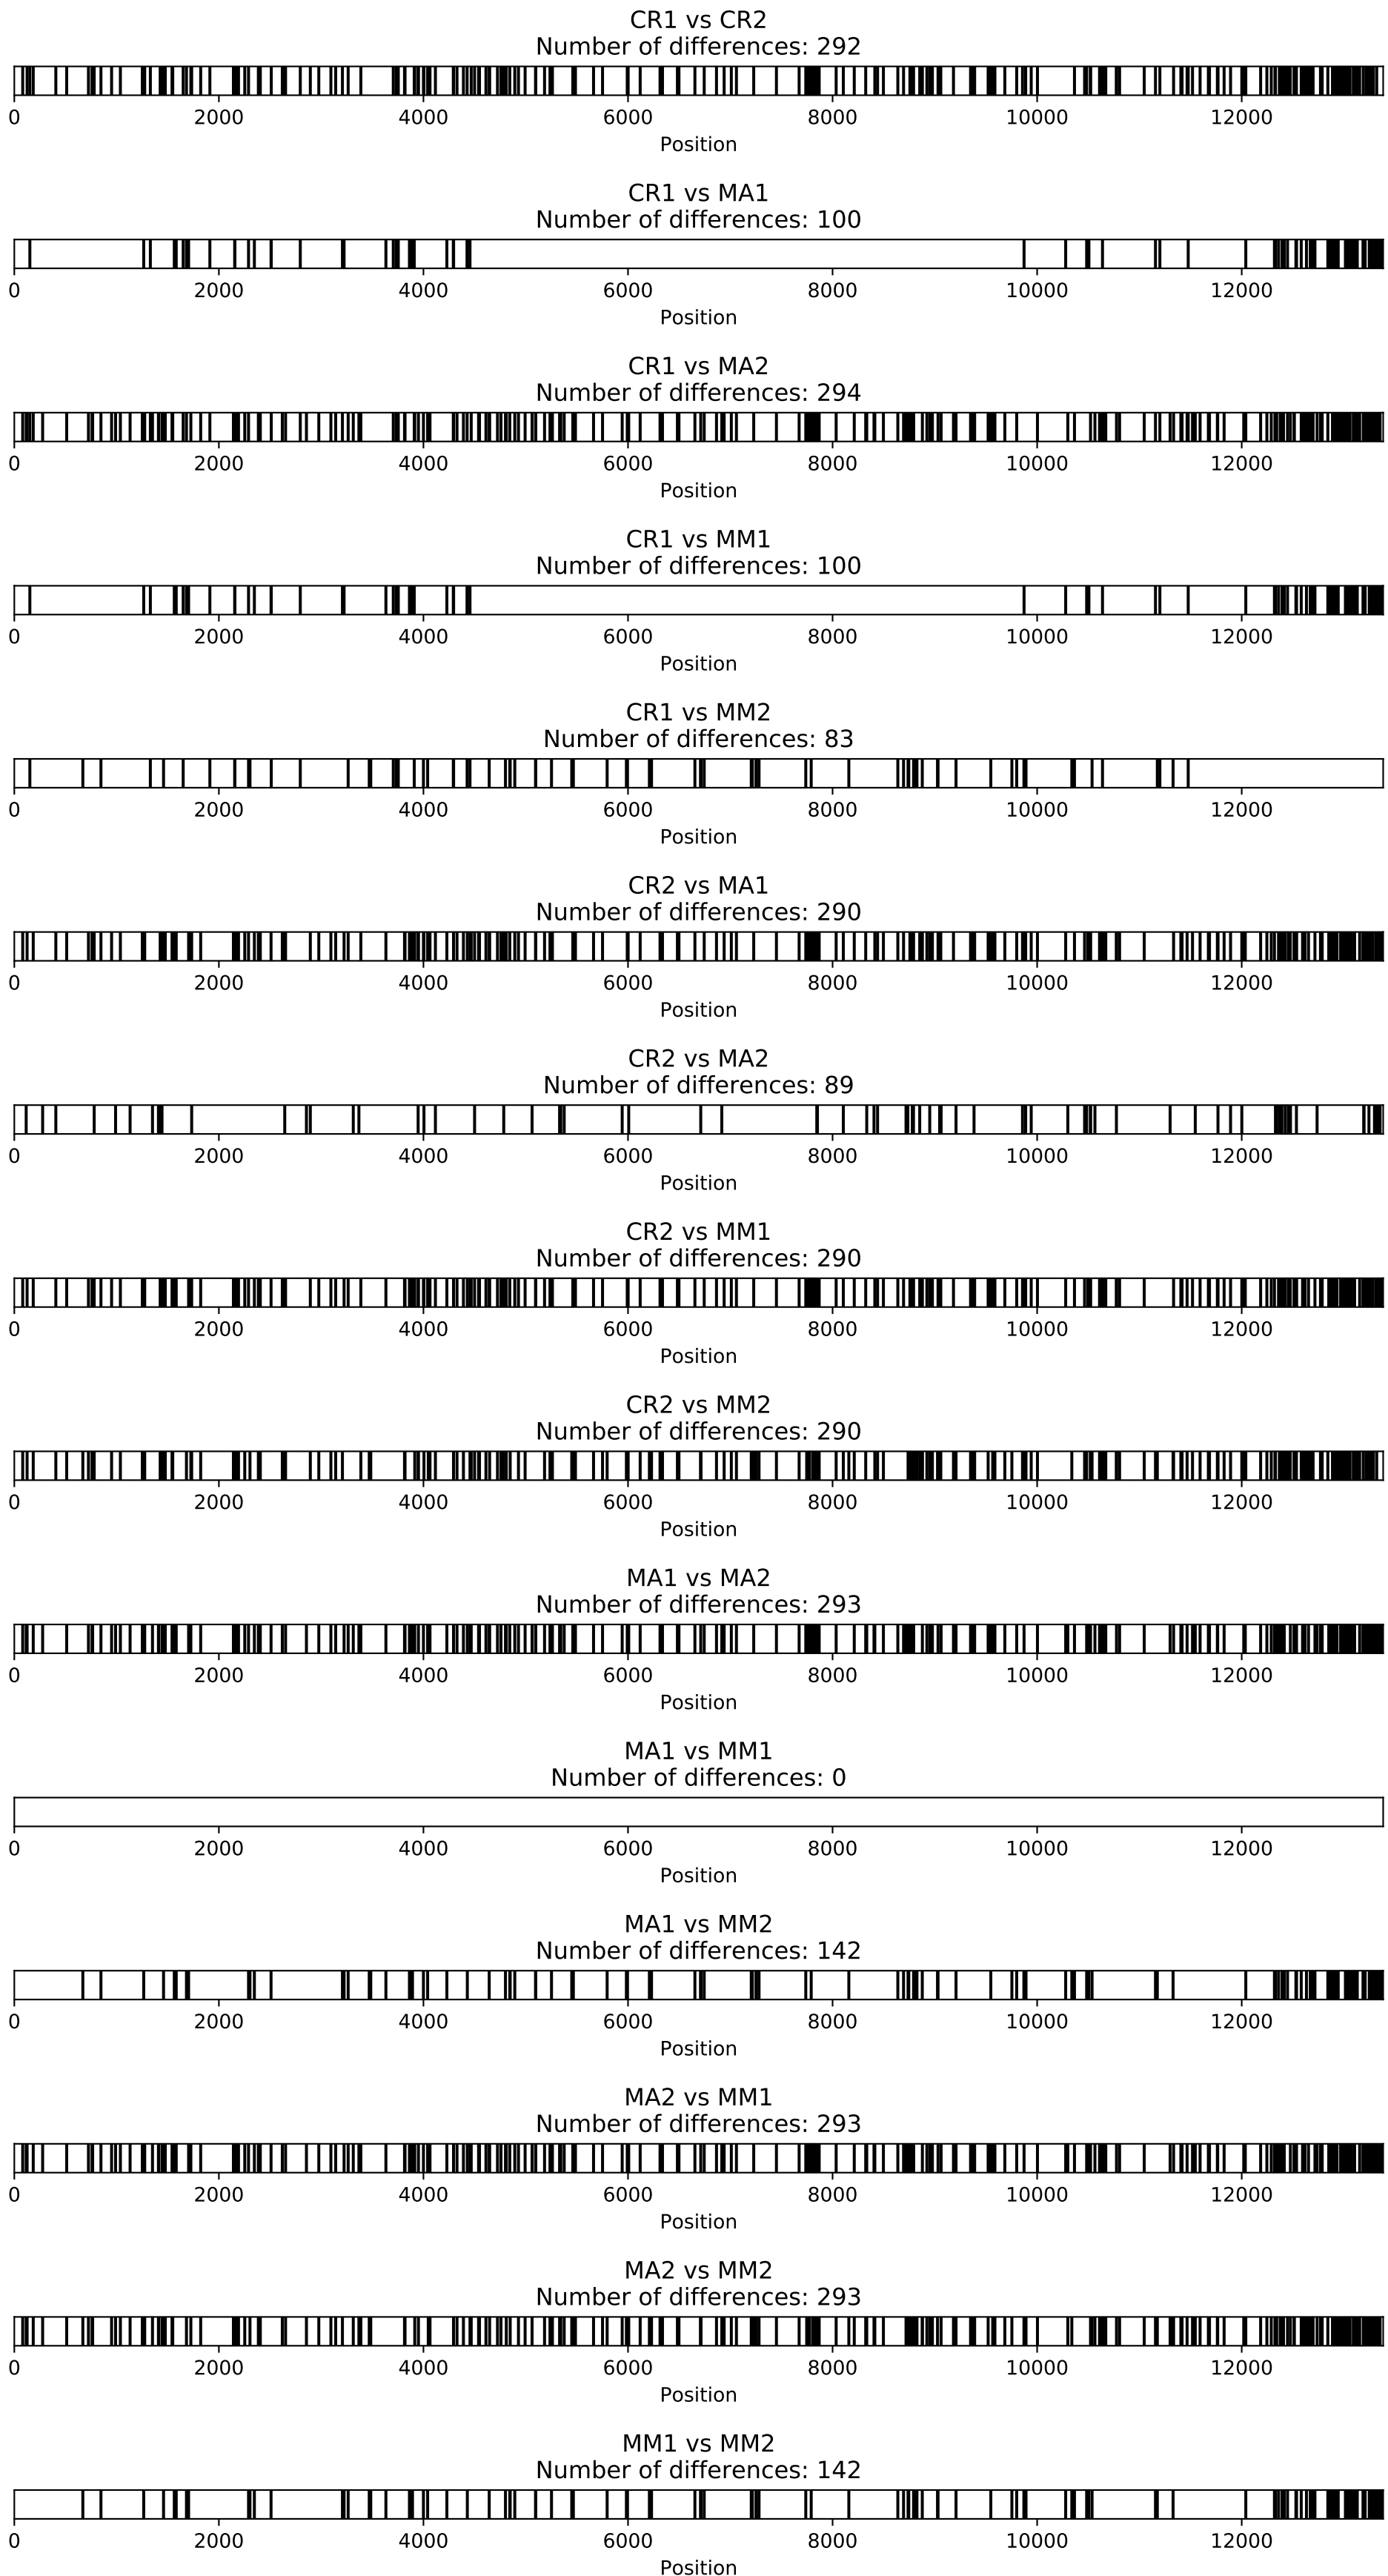 CR1 vs CR2
Number of differences: 292
0 2000 4000 6000 8000 10000 12000
Position
CR1 vs MA1
Number of differences: 100
0 2000 4000 6000 8000 10000 12000
Position
CR1 vs MA2
Number of differences: 294
0 2000 4000 6000 8000 10000 12000
Position
CR1 vs MM1
Number of differences: 100
0 2000 4000 6000 8000 10000 12000
Position
CR1 vs MM2
Number of differences: 83
0 2000 4000 6000 8000 10000 12000
Position
CR2 vs MA1
Number of differences: 290
0 2000 4000 6000 8000 10000 12000
Position
CR2 vs MA2
Number of differences: 89
0 2000 4000 6000 8000 10000 12000
Position
CR2 vs MM1
Number of differences: 290
0 2000 4000 6000 8000 10000 12000
Position
CR2 vs MM2
Number of differences: 290
0 2000 4000 6000 8000 10000 12000
Position
MA1 vs MA2
Number of differences: 293
0 2000 4000 6000 8000 10000 12000
Position
MA1 vs MM1
Number of differences: 0
0 2000 4000 6000 8000 10000 12000
Position
MA1 vs MM2
Number of differences: 142
0 2000 4000 6000 8000 10000 12000
Position
MA2 vs MM1
Number of differences: 293
0 2000 4000 6000 8000 10000 12000
Position
MA2 vs MM2
Number of differences: 293
0 2000 4000 6000 8000 10000 12000
Position
MM1 vs MM2
Number of differences: 142
0 2000 4000 6000 8000 10000 12000
Position